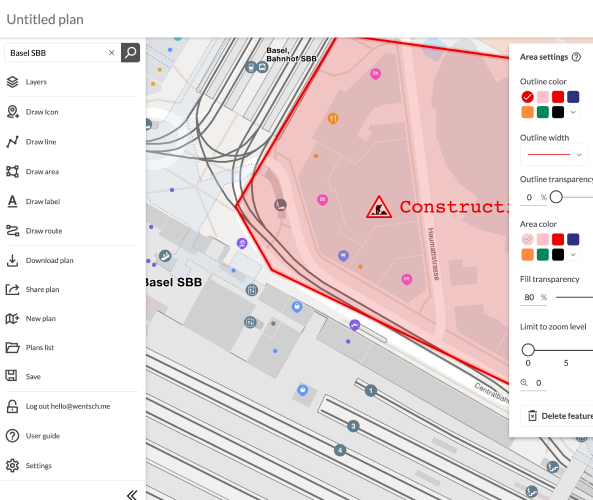 Untitled plan
Basel SBB
Layers
Draw Icon
Draw line
Draw area
Draw label
Draw route
Download plan
Share plan
New plan
Plans list
Save
Log out hello@wentsch.me
User guide
Settings
Basel,
Bahnhof SBB
Constructi
Heumattstrasse
Basel SBB
Centralbahn
1
3
4
Area settings
Outline color
Outline width
Outline transparency
0 %
Area color
Fill transparency
80 %
Limit to zoom level
0 5
0
Delete feature